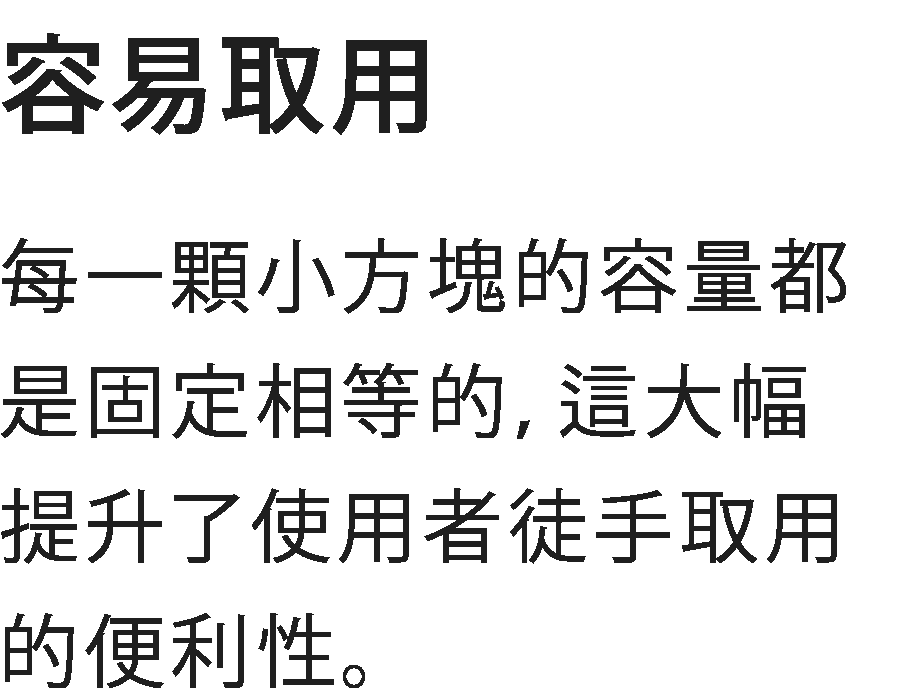 容易取用
每一顆小方塊的容量都
是固定相等的, 這大幅
提升了使用者徒手取用
的便利性。